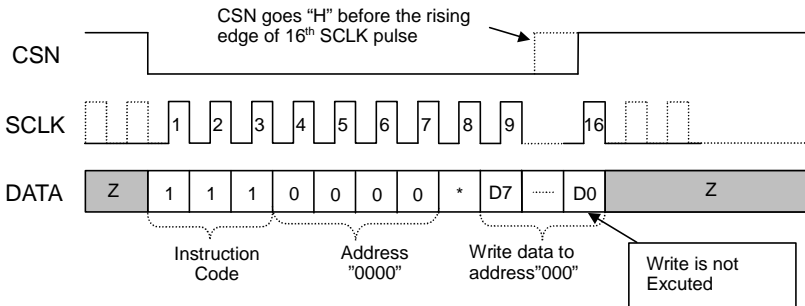 CSN goes “H” before the rising
edge of 16th SCLK pulse
CSN
SCLK
1 2 3 4 5 6 7 8 9 16
DATA
Z 1 1 1 0 0 0 0 * D7 ...... D0 Z
Instruction
Code
Address
"0000"
Write data to
address"000"
Write is not
Excuted